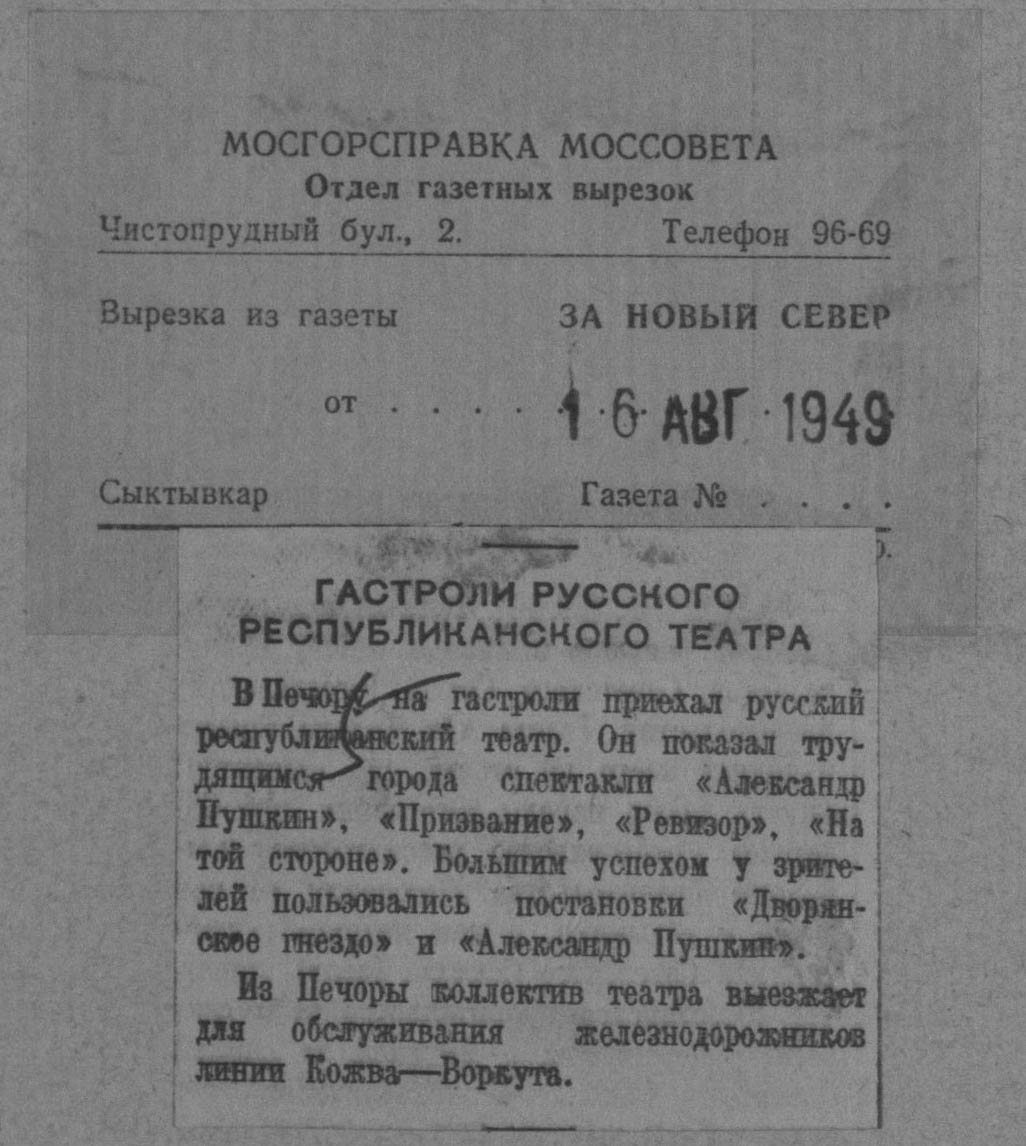 МОСГОРСПРАВКА МОССОВЕТА
Отдел газетных вырезок
Чистопрудный бул., 2. Телефон 96-69
Вырезка из газеты ЗА НОВЫЙ СЕВЕР
от . . . . . 16 АВГ 1949
Сыктывкар Газета № . . . .
ГАСТРОЛИ РУССКОГО
РЕСПУБЛИКАНСКОГО ТЕАТРА
В Печору на гастроли приехал русский
республиканский театр. Он показал тру-
дящимся города спектакли «Александр
Пушкин», «Призвание», «Ревизор», «На
той стороне». Большим успехом у зрите-
лей пользовались постановки «Дворян-
ское гнездо» и «Александр Пушкин».
Из Печоры коллектив театра выезжает
для обслуживания железнодорожников
линии Кожва—Воркута.